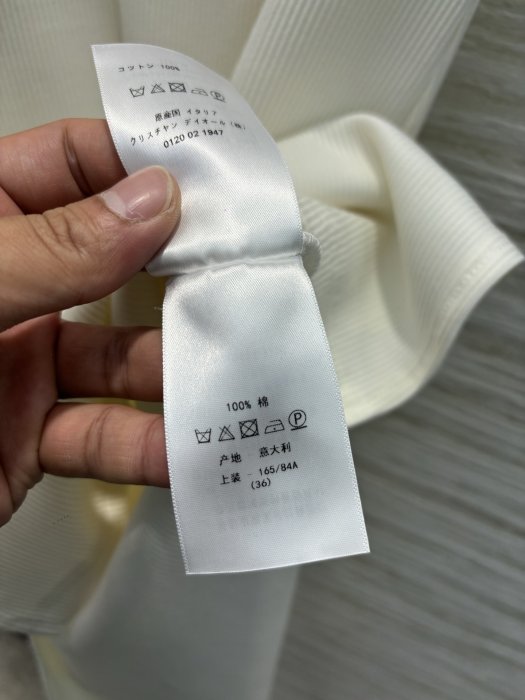 コットン 100%
原産国 イタリア
クリスチャン ディオール (株)
0120 02 1947
100% 棉
P
产地 意大利
上装 - 165/84A
(36)